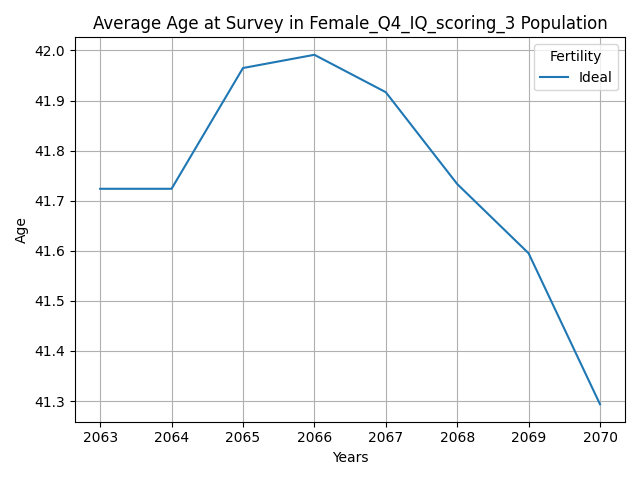 Average Age at Survey in Female_Q4_IQ_scoring_3 Population
Fertility
Ideal
42.0
41.9
41.8
41.7
41.6
41.5
41.4
41.3
Age
2063 2064 2065 2066 2067 2068 2069 2070
Years